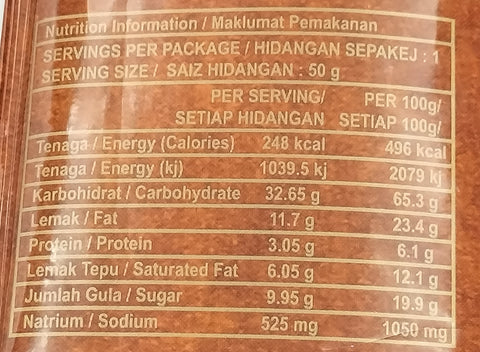 Nutrition Information / Maklumat Pemakanan
SERVINGS PER PACKAGE / HIDANGAN SEPAKEJ : 1
SERVING SIZE / SAIZ HIDANGAN : 50 g
PER SERVING/ PER 100g/
SETIAP HIDANGAN SETIAP 100g/
Tenaga / Energy (Calories) 248 kcal 496 kcal
Tenaga / Energy (kj) 1039.5 kj 2079 kj
Karbohidrat / Carbohydrate 32.65 g 65.3 g
Lemak / Fat 11.7 g 23.4 g
Protein / Protein 3.05 g 6.1 g
Lemak Tepu / Saturated Fat 6.05 g 12.1 g
Jumlah Gula / Sugar 9.95 g 19.9 g
Natrium / Sodium 525 mg 1050 mg